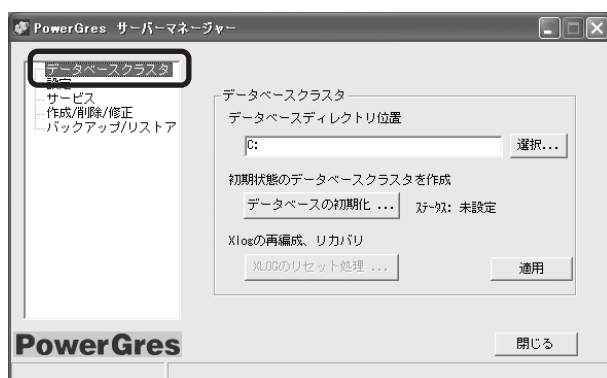 PowerGres サーバーマネージャー
データベースクラスタ
設定
サービス
作成/削除/修正
バックアップ/リストア
データベースクラスタ
データベースディレクトリ位置
C:
選択...
初期状態のデータベースクラスタを作成
データベースの初期化 ...
ステータス: 未設定
Xlogの再編成、リカバリ
XLOGのリセット処理 ...
適用
PowerGres
閉じる